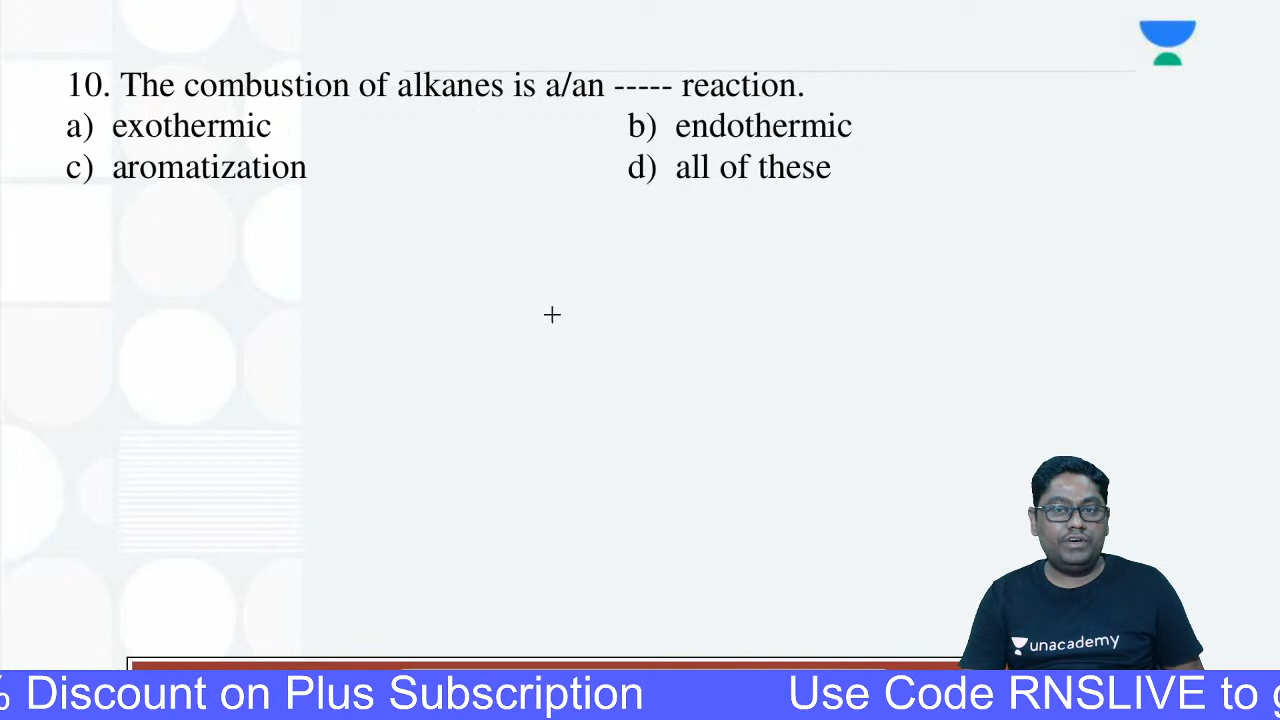 10. The combustion of alkanes is a/an ----- reaction.
a) exothermic b) endothermic
c) aromatization d) all of these
unacademy
% Discount on Plus Subscription Use Code RNSLIVE to